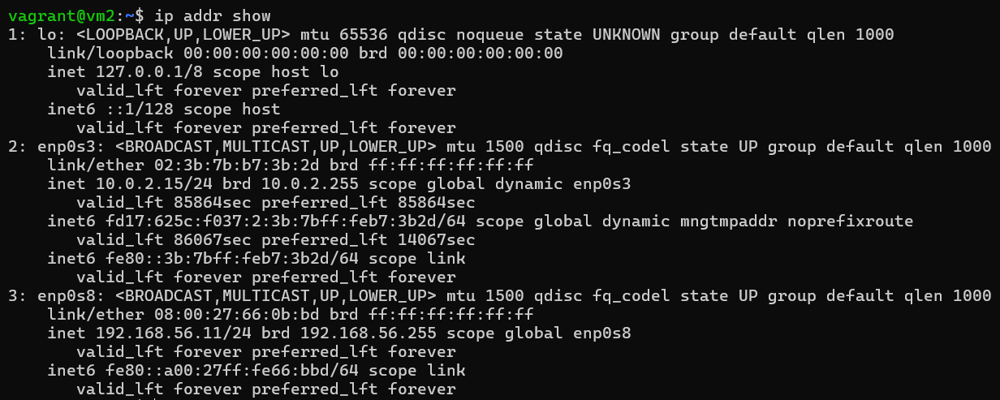 vagrant@vm2:~$ ip addr show
1: lo: <LOOPBACK,UP,LOWER_UP> mtu 65536 qdisc noqueue state UNKNOWN group default qlen 1000
    link/loopback 00:00:00:00:00:00 brd 00:00:00:00:00:00
    inet 127.0.0.1/8 scope host lo
       valid_lft forever preferred_lft forever
    inet6 ::1/128 scope host
       valid_lft forever preferred_lft forever
2: enp0s3: <BROADCAST,MULTICAST,UP,LOWER_UP> mtu 1500 qdisc fq_codel state UP group default qlen 1000
    link/ether 02:3b:7b:b7:3b:2d brd ff:ff:ff:ff:ff:ff
    inet 10.0.2.15/24 brd 10.0.2.255 scope global dynamic enp0s3
       valid_lft 85864sec preferred_lft 85864sec
    inet6 fd17:625c:f037:2:3b:7bff:feb7:3b2d/64 scope global dynamic mngtmpaddr noprefixroute
       valid_lft 86067sec preferred_lft 14067sec
    inet6 fe80::3b:7bff:feb7:3b2d/64 scope link
       valid_lft forever preferred_lft forever
3: enp0s8: <BROADCAST,MULTICAST,UP,LOWER_UP> mtu 1500 qdisc fq_codel state UP group default qlen 1000
    link/ether 08:00:27:66:0b:bd brd ff:ff:ff:ff:ff:ff
    inet 192.168.56.11/24 brd 192.168.56.255 scope global enp0s8
       valid_lft forever preferred_lft forever
    inet6 fe80::a00:27ff:fe66:bbd/64 scope link
       valid_lft forever preferred_lft forever